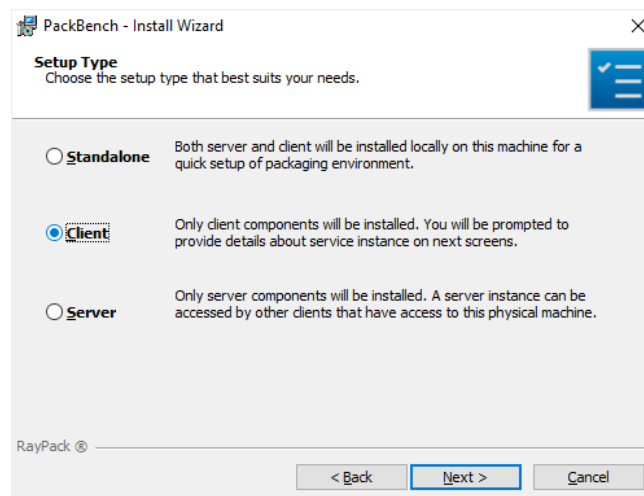 PackBench - Install Wizard
Setup Type
Choose the setup type that best suits your needs.
Standalone
Both server and client will be installed locally on this machine for a
quick setup of packaging environment.
Client
Only client components will be installed. You will be prompted to
provide details about service instance on next screens.
Server
Only server components will be installed. A server instance can be
accessed by other clients that have access to this physical machine.
RayPack ®
< Back
Next >
Cancel